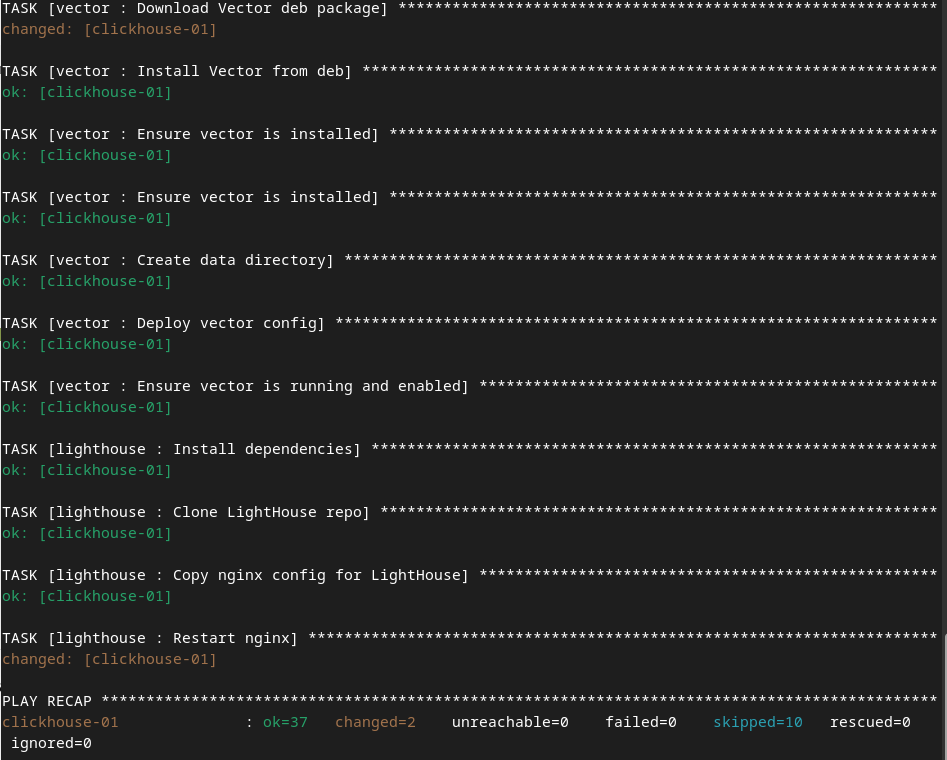 TASK [vector : Download Vector deb package] ************************************************************
changed: [clickhouse-01]
TASK [vector : Install Vector from deb] ****************************************************************
ok: [clickhouse-01]
TASK [vector : Ensure vector is installed] *************************************************************
ok: [clickhouse-01]
TASK [vector : Ensure vector is installed] *************************************************************
ok: [clickhouse-01]
TASK [vector : Create data directory] ******************************************************************
ok: [clickhouse-01]
TASK [vector : Deploy vector config] *******************************************************************
ok: [clickhouse-01]
TASK [vector : Ensure vector is running and enabled] ***************************************************
ok: [clickhouse-01]
TASK [lighthouse : Install dependencies] ***************************************************************
ok: [clickhouse-01]
TASK [lighthouse : Clone LightHouse repo] **************************************************************
ok: [clickhouse-01]
TASK [lighthouse : Copy nginx config for LightHouse] ***************************************************
ok: [clickhouse-01]
TASK [lighthouse : Restart nginx] **********************************************************************
changed: [clickhouse-01]
PLAY RECAP *********************************************************************************************
clickhouse-01              : ok=37   changed=2    unreachable=0    failed=0    skipped=10   rescued=0
ignored=0